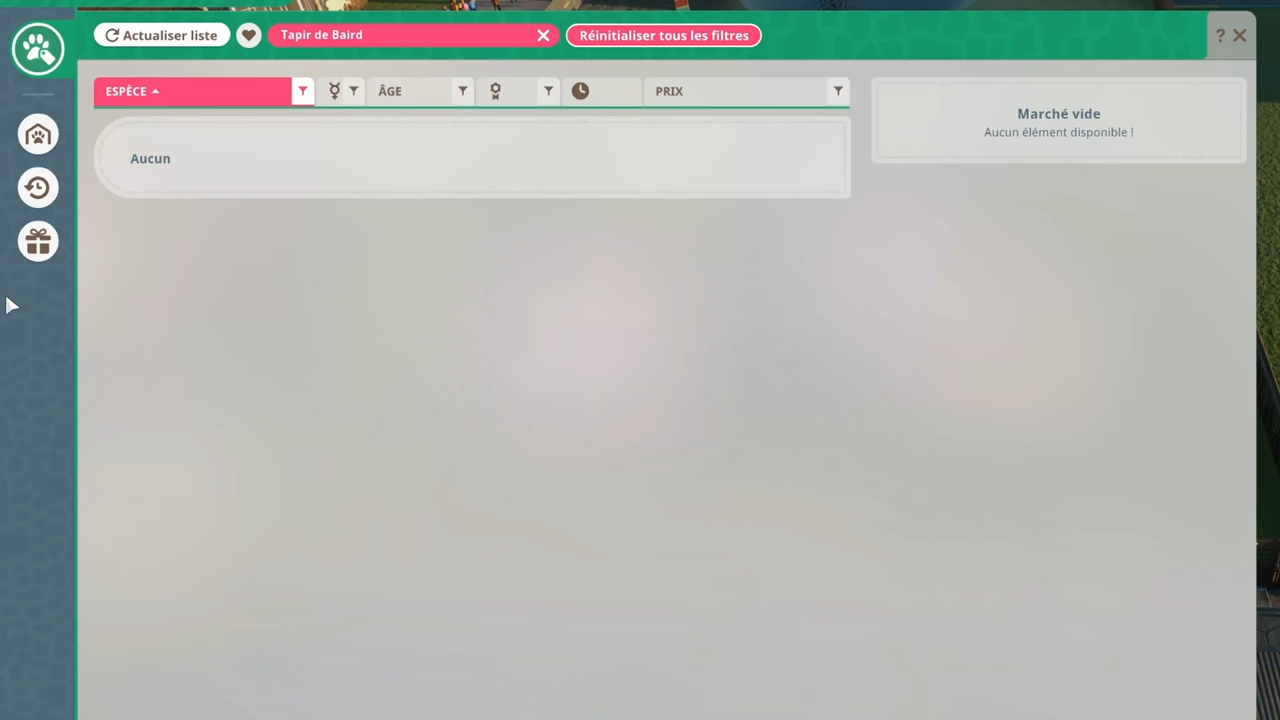 Actualiser liste
Tapir de Baird
Réinitialiser tous les filtres
?
ESPÈCE
ÂGE
PRIX
Aucun
Marché vide
Aucun élément disponible !